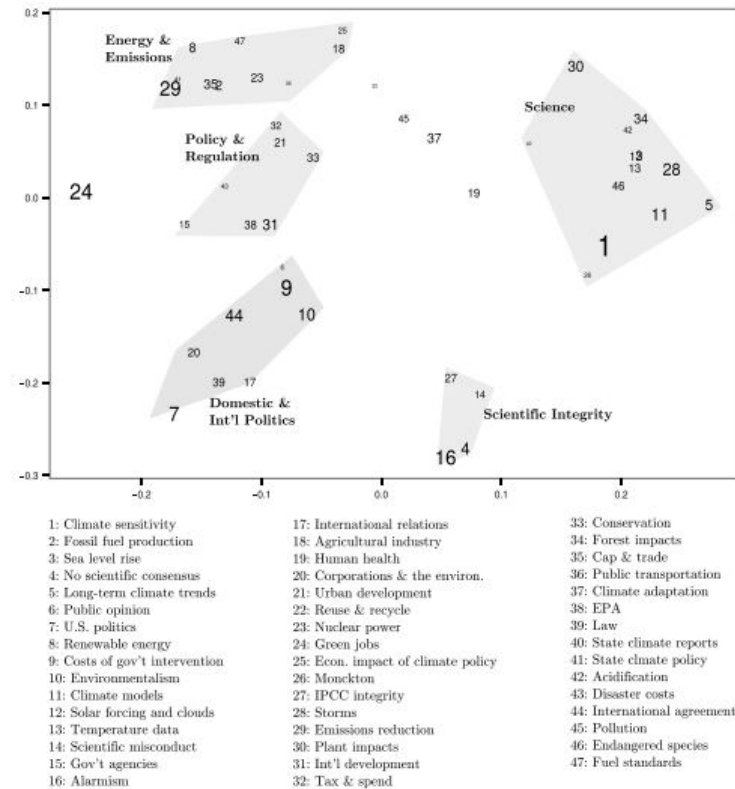 0.2
0.1
0.0
−0.1
−0.2
−0.3
−0.2
−0.1
0.0
0.1
0.2
Energy &
Emissions
Policy &
Regulation
Science
Domestic &
Int'l Politics
Scientific Integrity
25
47
8
18
30
29
35
2
23
45
37
34
42
32
21
33
12
3
13
28
46
24
19
5
11
43
15
38
31
1
26
6
9
44
10
20
39
17
7
27
14
16
4
1: Climate sensitivity
2: Fossil fuel production
3: Sea level rise
4: No scientific consensus
5: Long-term climate trends
6: Public opinion
7: U.S. politics
8: Renewable energy
9: Costs of gov't intervention
10: Environmentalism
11: Climate models
12: Solar forcing and clouds
13: Temperature data
14: Scientific misconduct
15: Gov't agencies
16: Alarmism
17: International relations
18: Agricultural industry
19: Human health
20: Corporations & the environ.
21: Urban development
22: Reuse & recycle
23: Nuclear power
24: Green jobs
25: Econ. impact of climate policy
26: Monckton
27: IPCC integrity
28: Storms
29: Emissions reduction
30: Plant impacts
31: Int'l development
32: Tax & spend
33: Conservation
34: Forest impacts
35: Cap & trade
36: Public transportation
37: Climate adaptation
38: EPA
39: Law
40: State climate reports
41: State clmate policy
42: Acidification
43: Disaster costs
44: International agreement
45: Pollution
46: Endangered species
47: Fuel standards